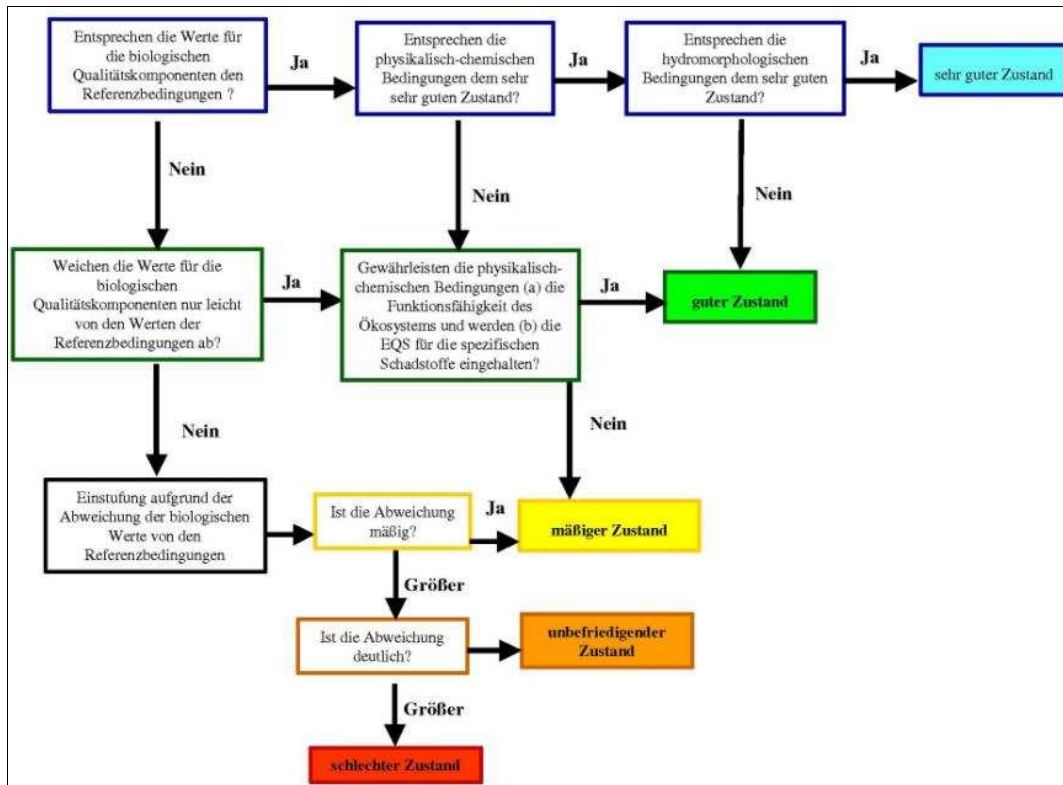 Entsprechen die Werte für
die biologischen
Qualitätskomponenten den
Referenzbedingungen ?
Ja
Entsprechen die
physikalisch-chemischen
Bedingungen dem sehr
sehr guten Zustand?
Ja
Entsprechen die
hydromorphologischen
Bedingungen dem sehr guten
Zustand?
Ja
sehr guter Zustand
Nein
Nein
Nein
Weichen die Werte für die
biologischen
Qualitätskomponenten nur leicht
von den Werten der
Referenzbedingungen ab?
Ja
Gewährleisten die physikalisch-
chemischen Bedingungen (a) die
Funktionsfähigkeit des
Ökosystems und werden (b) die
EQS für die spezifischen
Schadstoffe eingehalten?
Ja
guter Zustand
Nein
Nein
Einstufung aufgrund der
Abweichung der biologischen
Werte von den
Referenzbedingungen
Ist die Abweichung
mäßig?
Ja
mäßiger Zustand
Größer
Ist die Abweichung
deutlich?
unbefriedigender
Zustand
Größer
schlechter Zustand